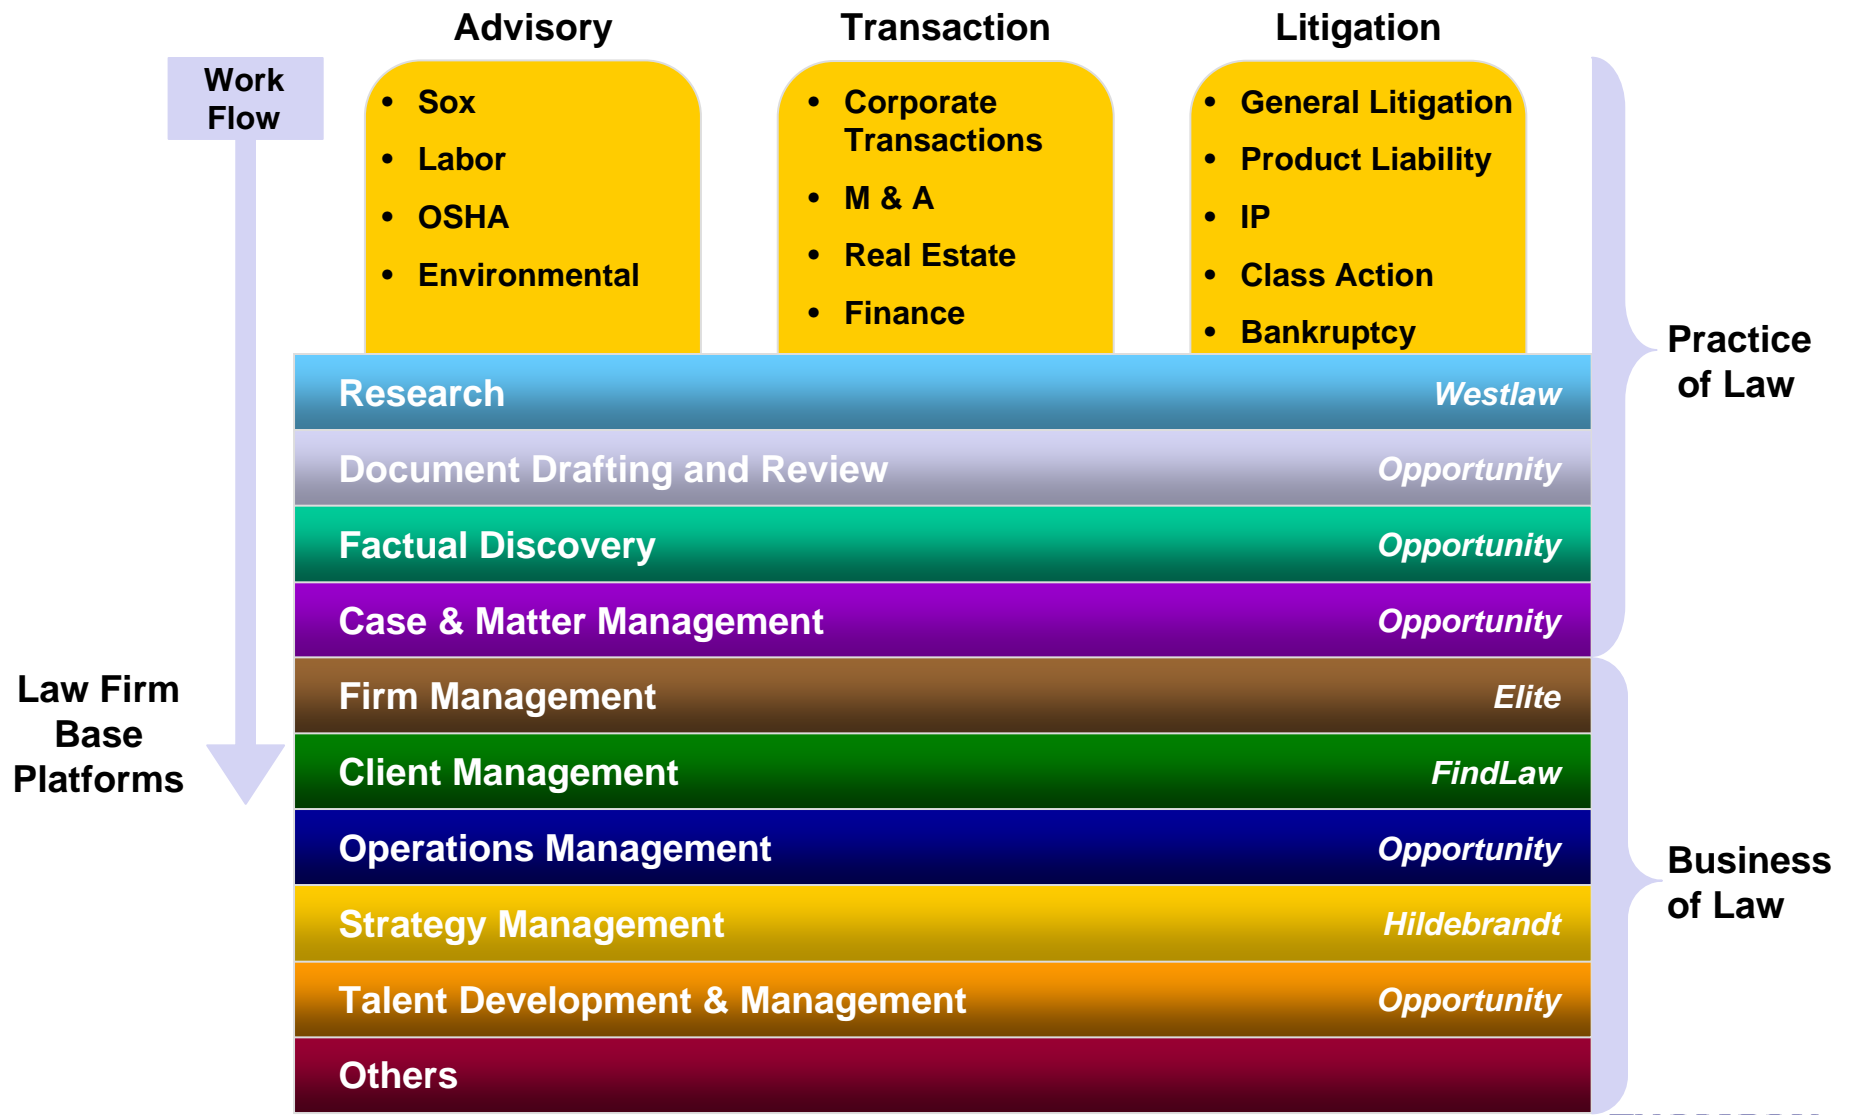 Advisory
Transaction
Litigation
Work
Flow
• Sox
• Labor
• OSHA
• Environmental
• Corporate
Transactions
• M & A
• Real Estate
• Finance
• General Litigation
• Product Liability
• IP
• Class Action
• Bankruptcy
Research Westlaw
Document Drafting and Review Opportunity
Factual Discovery Opportunity
Case & Matter Management Opportunity
Firm Management Elite
Client Management FindLaw
Operations Management Opportunity
Strategy Management Hildebrandt
Talent Development & Management Opportunity
Others
Law Firm
Base
Platforms
Practice
of Law
Business
of Law